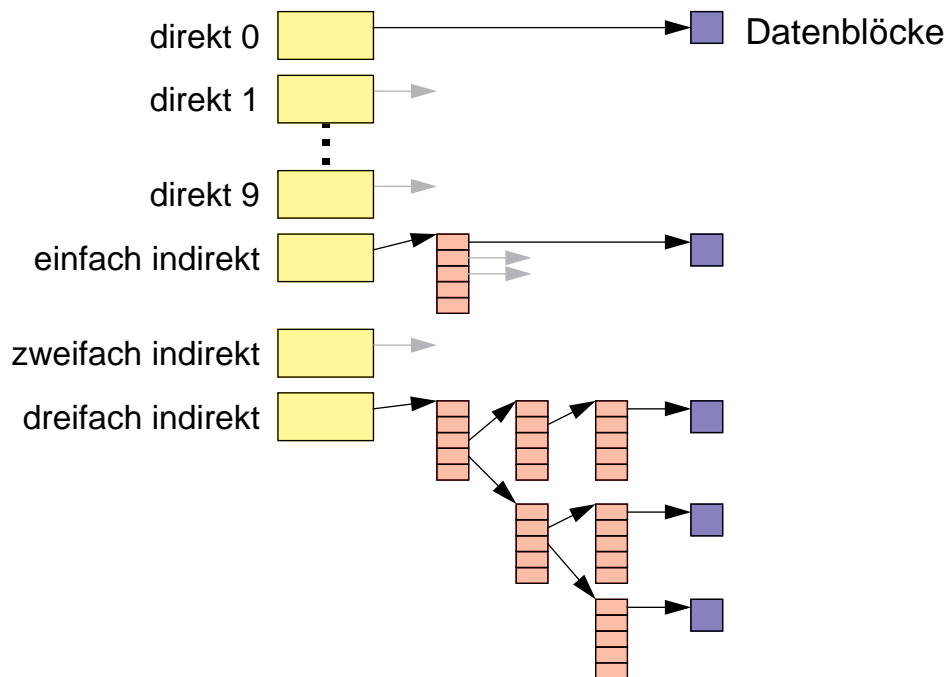 direkt 0
Datenblöcke
direkt 1
direkt 9
einfach indirekt
zweifach indirekt
dreifach indirekt